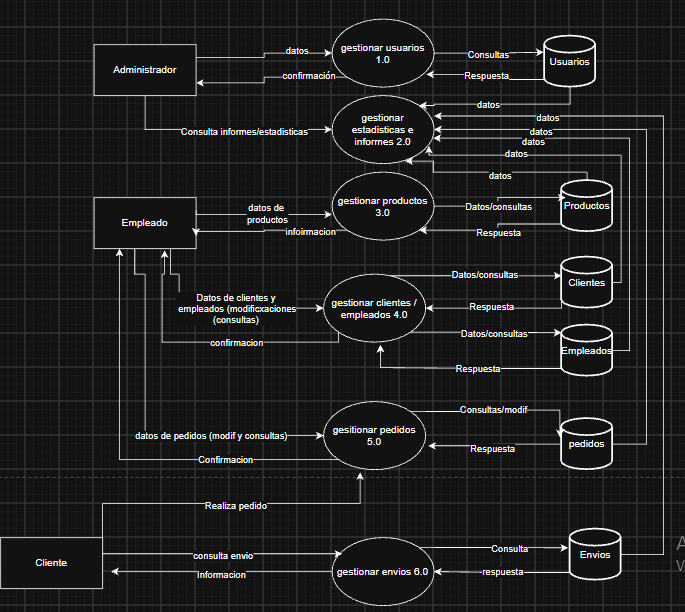 datos
gestionar usuarios
1.0
Consultas
Usuarios
Administrador
confirmación
Respuesta
datos
gestionar
estadisticas e
informes 2.0
Consulta informes/estadisticas
datos
datos
datos
datos
datos
gestionar productos
3.0
datos de
productos
Datos/consultas
Productos
Empleado
infoirmacion
Respuesta
Datos/consultas
Clientes
Datos de clientes y
empleados (modificxaciones
(consultas)
gestionar clientes /
empleados 4.0
Respuesta
confirmacion
Datos/consultas
Empleados
Respuesta
Consultas/modif
gesitionar pedidos
5.0
datos de pedidos (modif y consultas)
pedidos
Respuesta
Confirmacion
Realiza pedido
Consulta
consulta envio
Envios
Cliente
gestionar envios 6.0
Informacion
respuesta